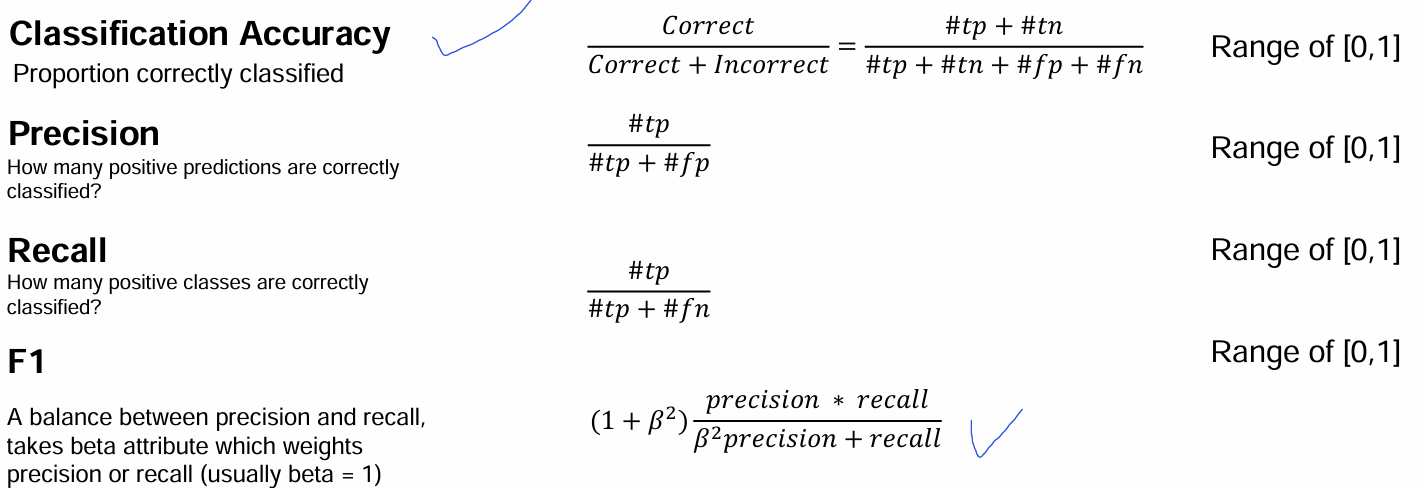 Classification Accuracy
Proportion correctly classified
Correct / Correct + Incorrect = #tp + #tn / #tp + #tn + #fp + #fn
Range of [0,1]
Precision
How many positive predictions are correctly
classified?
#tp / #tp + #fp
Range of [0,1]
Recall
How many positive classes are correctly
classified?
#tp / #tp + #fn
Range of [0,1]
F1
A balance between precision and recall,
takes beta attribute which weights
precision or recall (usually beta = 1)
(1 + β²) precision * recall / β²precision + recall
Range of [0,1]